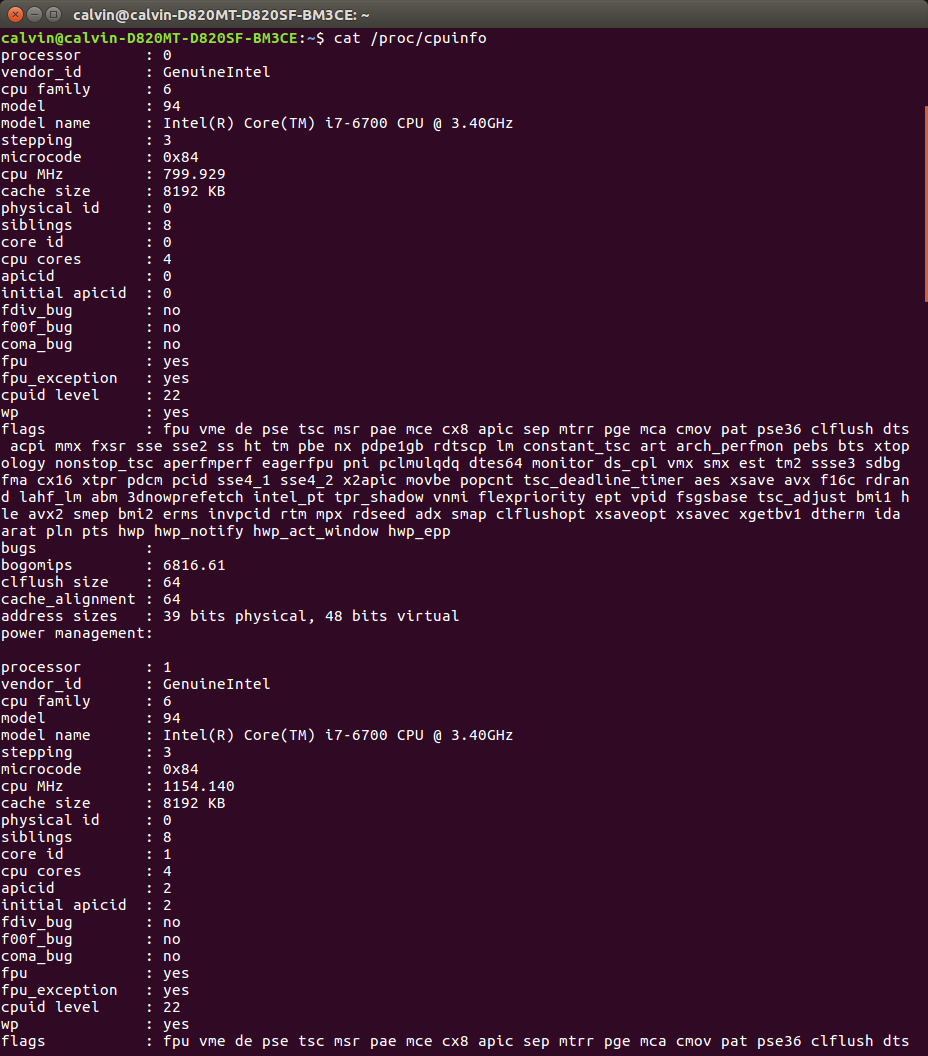 calvin@calvin-D820MT-D820SF-BM3CE: ~
calvin@calvin-D820MT-D820SF-BM3CE:~$ cat /proc/cpuinfo
processor       : 0
vendor_id       : GenuineIntel
cpu family      : 6
model           : 94
model name      : Intel(R) Core(TM) i7-6700 CPU @ 3.40GHz
stepping        : 3
microcode       : 0x84
cpu MHz         : 799.929
cache size      : 8192 KB
physical id     : 0
siblings        : 8
core id         : 0
cpu cores       : 4
apicid          : 0
initial apicid  : 0
fdiv_bug        : no
f00f_bug        : no
coma_bug        : no
fpu             : yes
fpu_exception   : yes
cpuid level     : 22
wp              : yes
flags           : fpu vme de pse tsc msr pae mce cx8 apic sep mtrr pge mca cmov pat pse36 clflush dts
 acpi mmx fxsr sse sse2 ss ht tm pbe nx pdpe1gb rdtscp lm constant_tsc art arch_perfmon pebs bts xtop
ology nonstop_tsc aperfmperf eagerfpu pni pclmulqdq dtes64 monitor ds_cpl vmx smx est tm2 ssse3 sdbg
fma cx16 xtpr pdcm pcid sse4_1 sse4_2 x2apic movbe popcnt tsc_deadline_timer aes xsave avx f16c rdran
d lahf_lm abm 3dnowprefetch intel_pt tpr_shadow vnmi flexpriority ept vpid fsgsbase tsc_adjust bmi1 h
le avx2 smep bmi2 erms invpcid rtm mpx rdseed adx smap clflushopt xsaveopt xsavec xgetbv1 dtherm ida
arat pln pts hwp hwp_notify hwp_act_window hwp_epp
bugs            :
bogomips        : 6816.61
clflush size    : 64
cache_alignment : 64
address sizes   : 39 bits physical, 48 bits virtual
power management:

processor       : 1
vendor_id       : GenuineIntel
cpu family      : 6
model           : 94
model name      : Intel(R) Core(TM) i7-6700 CPU @ 3.40GHz
stepping        : 3
microcode       : 0x84
cpu MHz         : 1154.140
cache size      : 8192 KB
physical id     : 0
siblings        : 8
core id         : 1
cpu cores       : 4
apicid          : 2
initial apicid  : 2
fdiv_bug        : no
f00f_bug        : no
coma_bug        : no
fpu             : yes
fpu_exception   : yes
cpuid level     : 22
wp              : yes
flags           : fpu vme de pse tsc msr pae mce cx8 apic sep mtrr pge mca cmov pat pse36 clflush dts